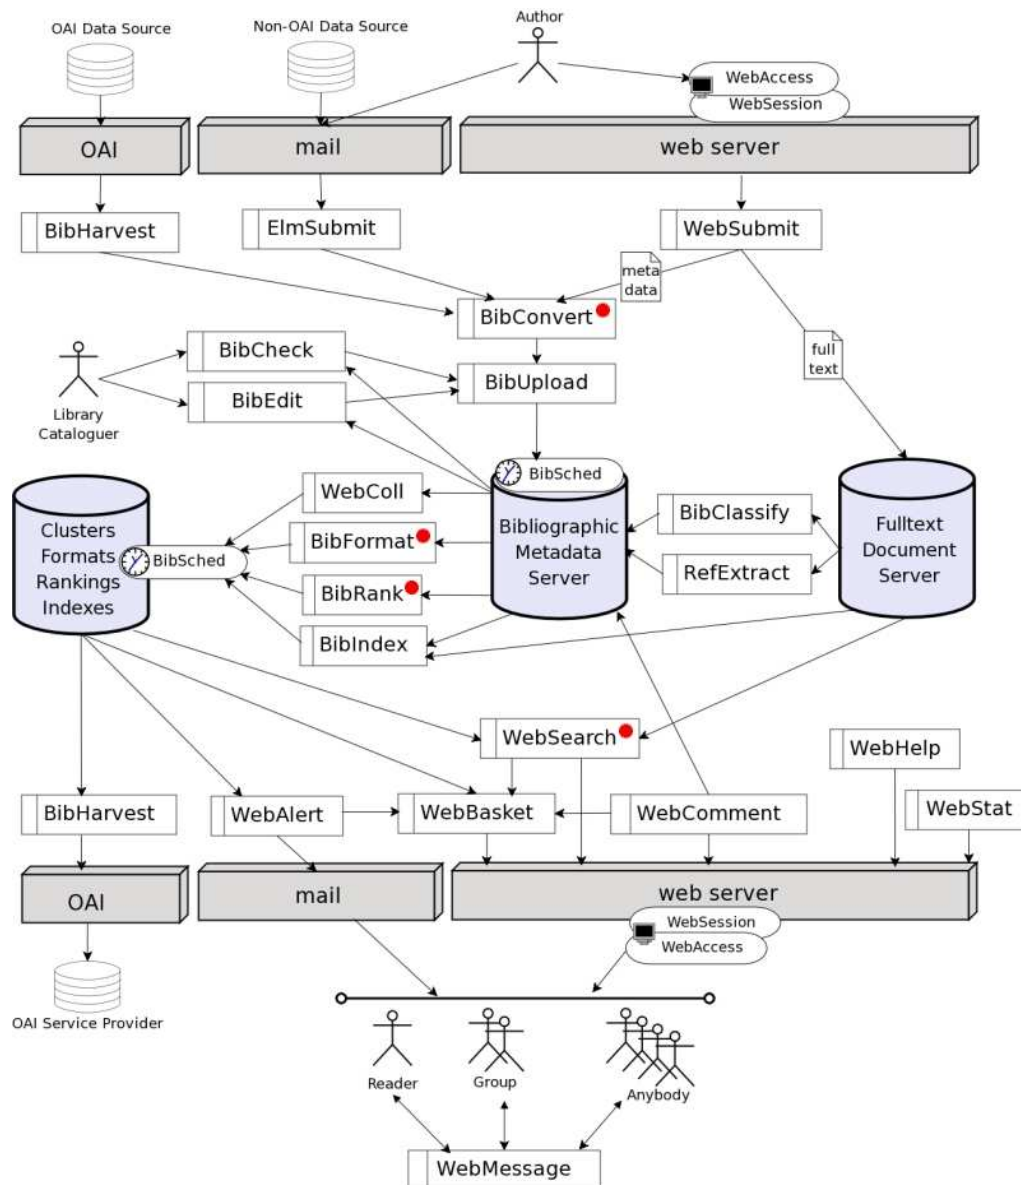 Author
OAI Data Source
Non-OAI Data Source
WebAccess
WebSession
OAI
mail
web server
BibHarvest
ElmSubmit
WebSubmit
meta
data
BibConvert
full
text
BibCheck
BibUpload
BibEdit
Library
Cataloguer
BibSched
WebColl
Clusters
Formats
Rankings
Indexes
BibSched
BibFormat
BibRank
BibIndex
Bibliographic
Metadata
Server
BibClassify
RefExtract
Fulltext
Document
Server
WebSearch
WebHelp
BibHarvest
WebAlert
WebBasket
WebComment
WebStat
OAI
mail
web server
WebSession
WebAccess
OAI Service Provider
Reader
Group
Anybody
WebMessage